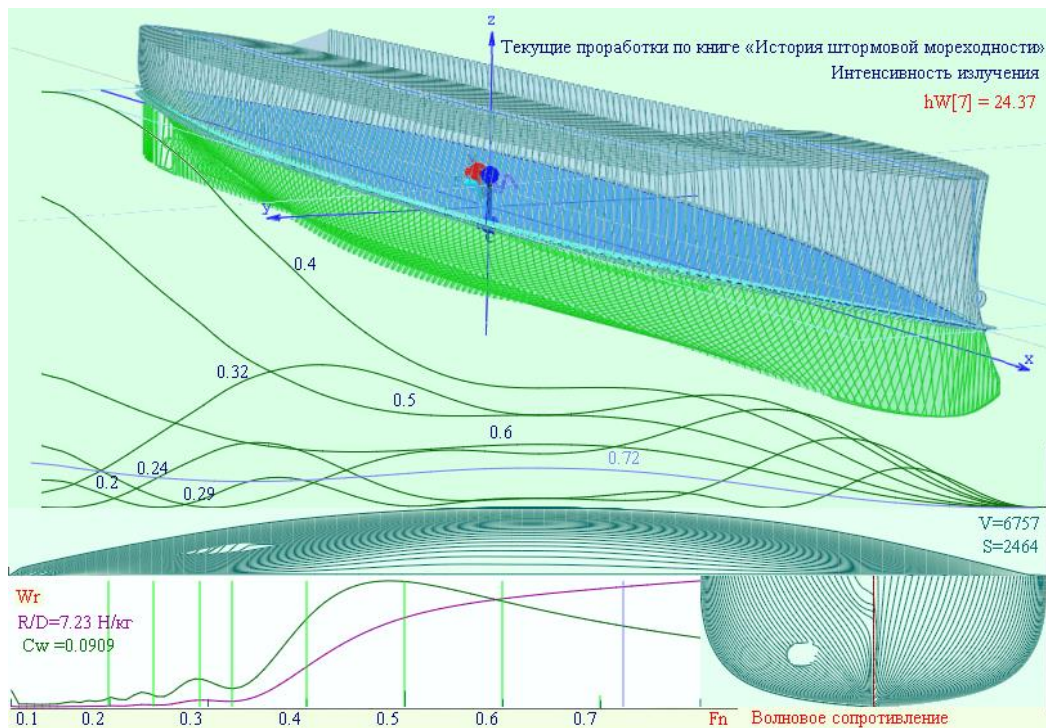 z
Текущие проработки по книге «История штормовой мореходности»
Интенсивность излучения
hW[7] = 24.37
y
0.4
x
0.32
0.5
0.6
0.72
0.24
0.2
0.29
V=6757
S=2464
Wr
R/D=7.23 Н/кг
Cw =0.0909
0.1 0.2 0.3 0.4 0.5 0.6 0.7 Fn
Волновое сопротивление